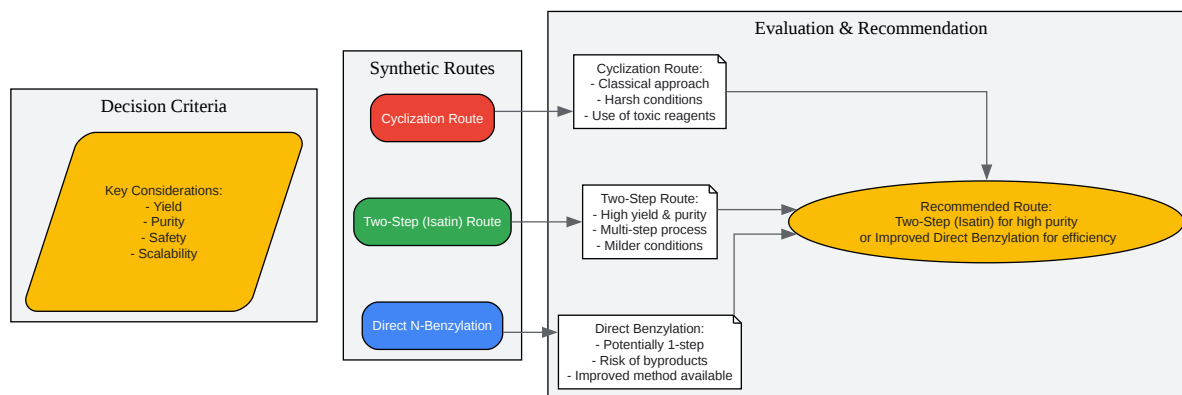 Decision Criteria
Key Considerations:
- Yield
- Purity
- Safety
- Scalability
Synthetic Routes
Cyclization Route
Two-Step (Isatin) Route
Direct N-Benzylation
Evaluation & Recommendation
Cyclization Route:
- Classical approach
- Harsh conditions
- Use of toxic reagents
Two-Step Route:
- High yield & purity
- Multi-step process
- Milder conditions
Direct Benzylation:
- Potentially 1-step
- Risk of byproducts
- Improved method available
Recommended Route:
Two-Step (Isatin) for high purity
or Improved Direct Benzylation for efficiency